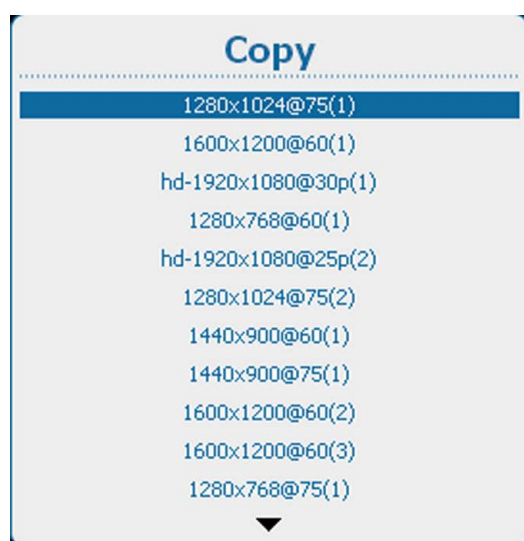 Copy
1280x1024@75(1)
1600x1200@60(1)
hd-1920x1080@30p(1)
1280x768@60(1)
hd-1920x1080@25p(2)
1280x1024@75(2)
1440x900@60(1)
1440x900@75(1)
1600x1200@60(2)
1600x1200@60(3)
1280x768@75(1)